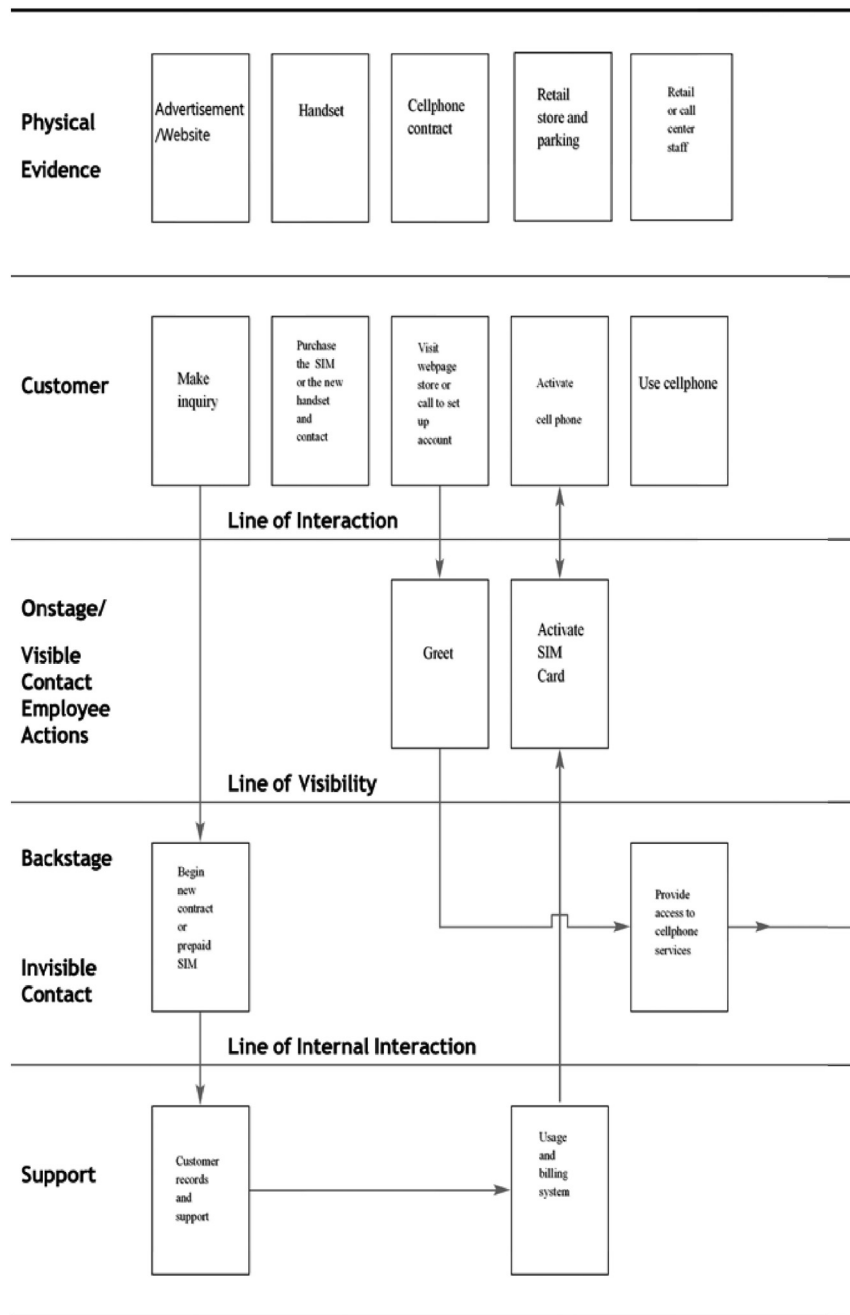 Physical
Evidence
Advertisement
/Website
Handset
Cellphone
contract
Retail
store and
parking
Retail
or call
center
staff
Customer
Make
inquiry
Purchase
the SIM
or the new
handset
and
contact
Visit
webpage
store or
call to set
up
account
Activate
cell phone
Use cellphone
Line of Interaction
Onstage/
Visible
Contact
Employee
Actions
Greet
Activate
SIM
Card
Line of Visibility
Backstage
Invisible
Contact
Begin
new
contract
or
prepaid
SIM
Provide
access to
cellphone
services
Line of Internal Interaction
Support
Customer
records
and
support
Usage
and
billing
system